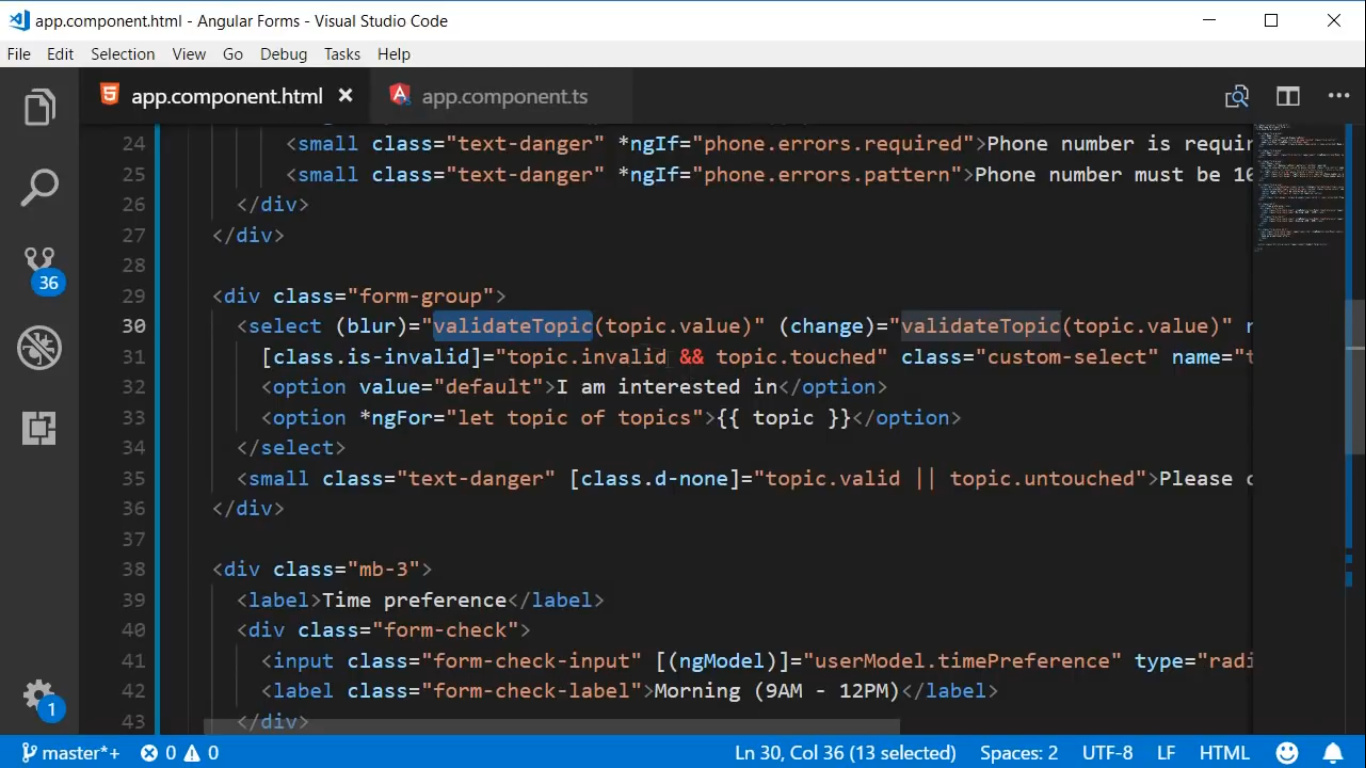 app.component.html - Angular Forms - Visual Studio Code
File Edit Selection View Go Debug Tasks Help
app.component.html app.component.ts
24 <small class="text-danger" *ngIf="phone.errors.required">Phone number is requir
25 <small class="text-danger" *ngIf="phone.errors.pattern">Phone number must be 10
26 </div>
27 </div>
28
29 <div class="form-group">
30 <select (blur)="validateTopic(topic.value)" (change)="validateTopic(topic.value)" n
31 [class.is-invalid]="topic.invalid && topic.touched" class="custom-select" name="t
32 <option value="default">I am interested in</option>
33 <option *ngFor="let topic of topics">{{ topic }}</option>
34 </select>
35 <small class="text-danger" [class.d-none]="topic.valid || topic.untouched">Please c
36 </div>
37
38 <div class="mb-3">
39 <label>Time preference</label>
40 <div class="form-check">
41 <input class="form-check-input" [(ngModel)]="userModel.timePreference" type="radi
42 <label class="form-check-label">Morning (9AM - 12PM)</label>
43 </div>
36
1
master*+ 0 0 Ln 30, Col 36 (13 selected) Spaces: 2 UTF-8 LF HTML